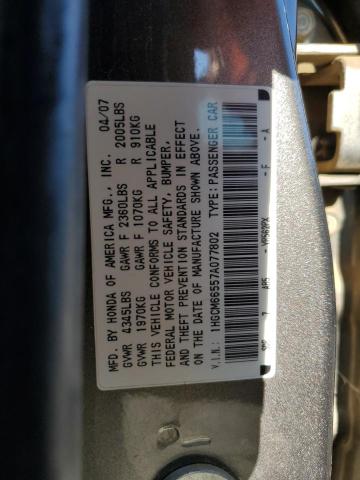 MFD. BY HONDA OF AMERICA MFG., INC. 04/07
GVWR 4345LBS GAWR F 2360LBS R 2005LBS
GVWR 1970KG GAWR F 1070KG R 910KG
THIS VEHICLE CONFORMS TO ALL APPLICABLE
FEDERAL MOTOR VEHICLE SAFETY, BUMPER,
AND THEFT PREVENTION STANDARDS IN EFFECT
ON THE DATE OF MANUFACTURE SHOWN ABOVE.
V.I.N.: 1HGCM66557A077802 TYPE: PASSENGER CAR
7 F - A